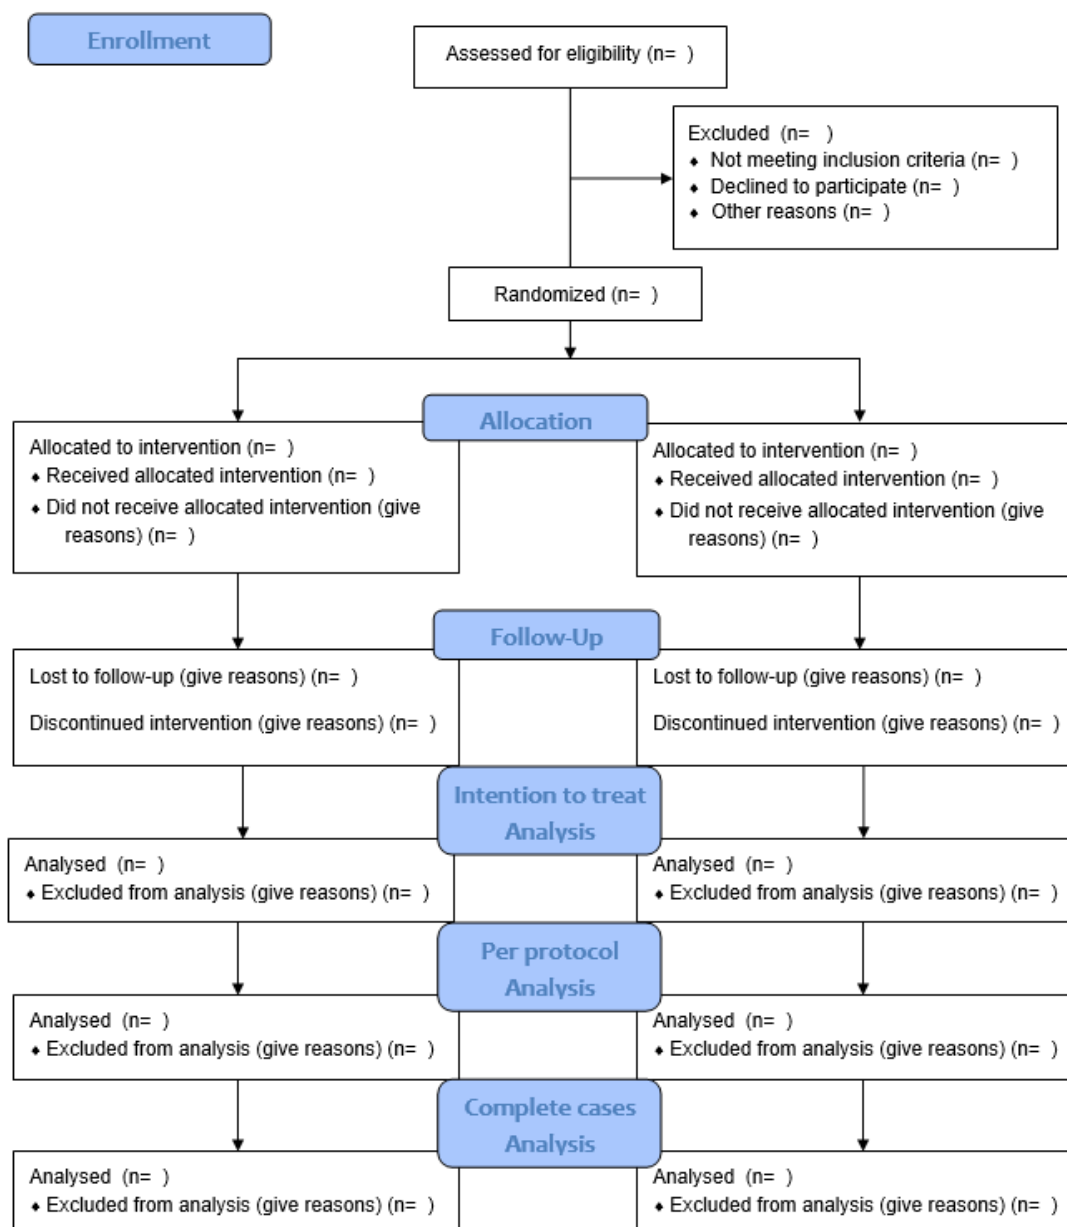 Enrollment
Assessed for eligibility (n=  )
Excluded  (n=   )
♦ Not meeting inclusion criteria (n=  )
♦ Declined to participate (n=  )
♦ Other reasons (n=  )
Randomized (n=  )
Allocation
Allocated to intervention (n=  )
♦ Received allocated intervention (n=  )
♦ Did not receive allocated intervention (give
reasons) (n=  )
Allocated to intervention (n=  )
♦ Received allocated intervention (n=  )
♦ Did not receive allocated intervention (give
reasons) (n=  )
Follow-Up
Lost to follow-up (give reasons) (n=  )
Discontinued intervention (give reasons) (n=  )
Lost to follow-up (give reasons) (n=  )
Discontinued intervention (give reasons) (n=  )
Intention to treat
Analysis
Analysed  (n=  )
♦ Excluded from analysis (give reasons) (n=  )
Analysed  (n=  )
♦ Excluded from analysis (give reasons) (n=  )
Per protocol
Analysis
Analysed  (n=  )
♦ Excluded from analysis (give reasons) (n=  )
Analysed  (n=  )
♦ Excluded from analysis (give reasons) (n=  )
Complete cases
Analysis
Analysed  (n=  )
♦ Excluded from analysis (give reasons) (n=  )
Analysed  (n=  )
♦ Excluded from analysis (give reasons) (n=  )